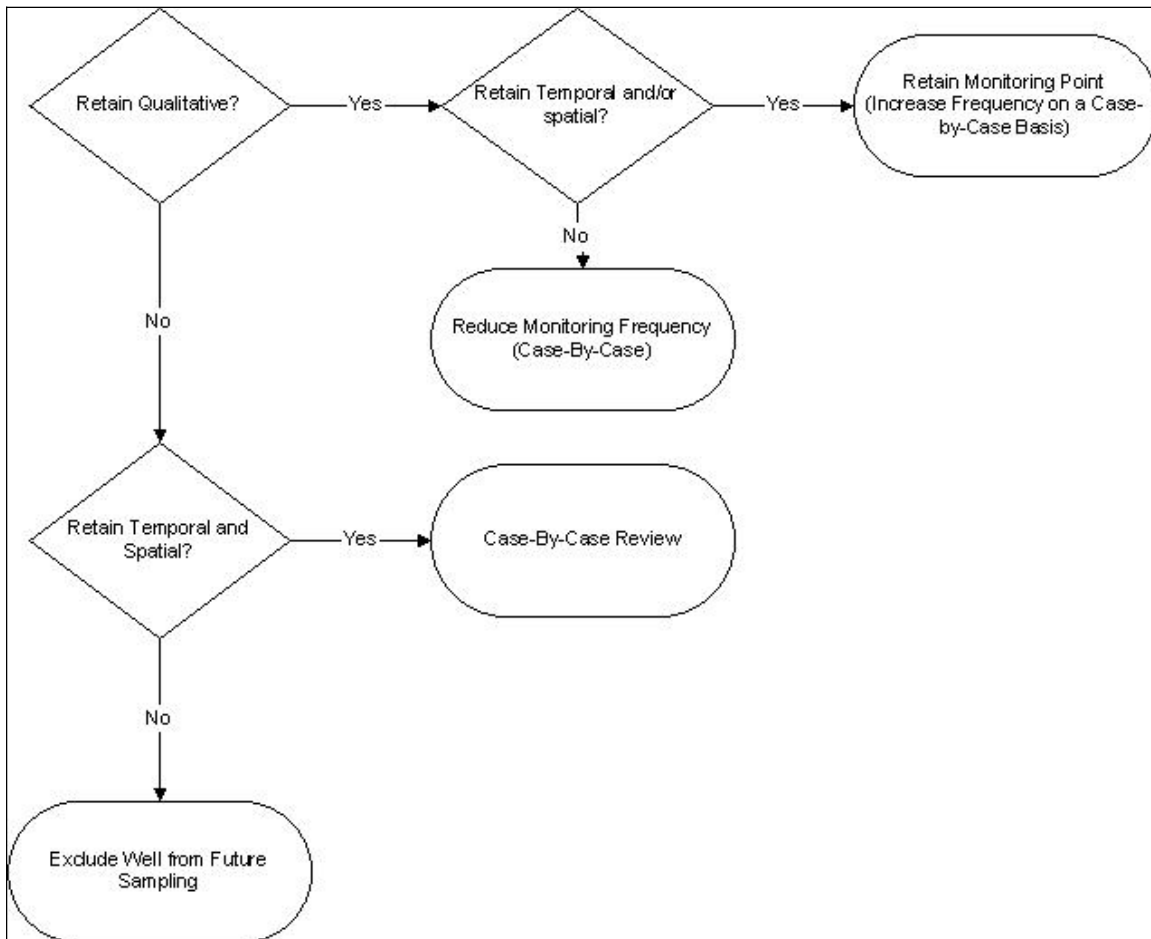 Retain Qualitative?
Yes
Retain Temporal and/or
spatial?
Yes
Retain Monitoring Point
(Increase Frequency on a Case-
by-Case Basis)
No
No
Reduce Monitoring Frequency
(Case-By-Case)
Retain Temporal and
Spatial?
Yes
Case-By-Case Review
No
Exclude Well from Future
Sampling